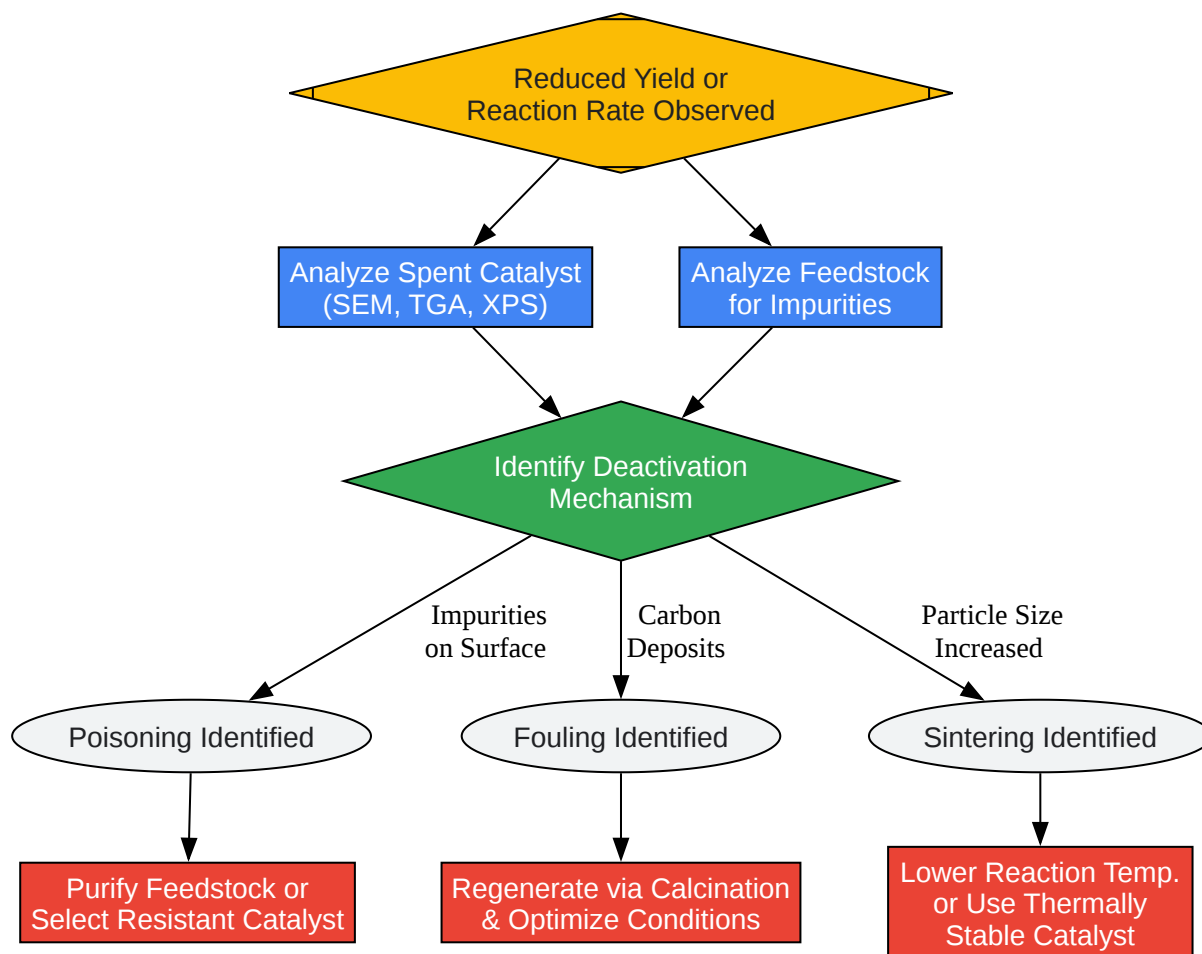 Reduced Yield or
Reaction Rate Observed
Analyze Spent Catalyst
(SEM, TGA, XPS)
Analyze Feedstock
for Impurities
Identify Deactivation
Mechanism
Impurities
on Surface
Carbon
Deposits
Particle Size
Increased
Poisoning Identified
Fouling Identified
Sintering Identified
Purify Feedstock or
Select Resistant Catalyst
Regenerate via Calcination
& Optimize Conditions
Lower Reaction Temp.
or Use Thermally
Stable Catalyst